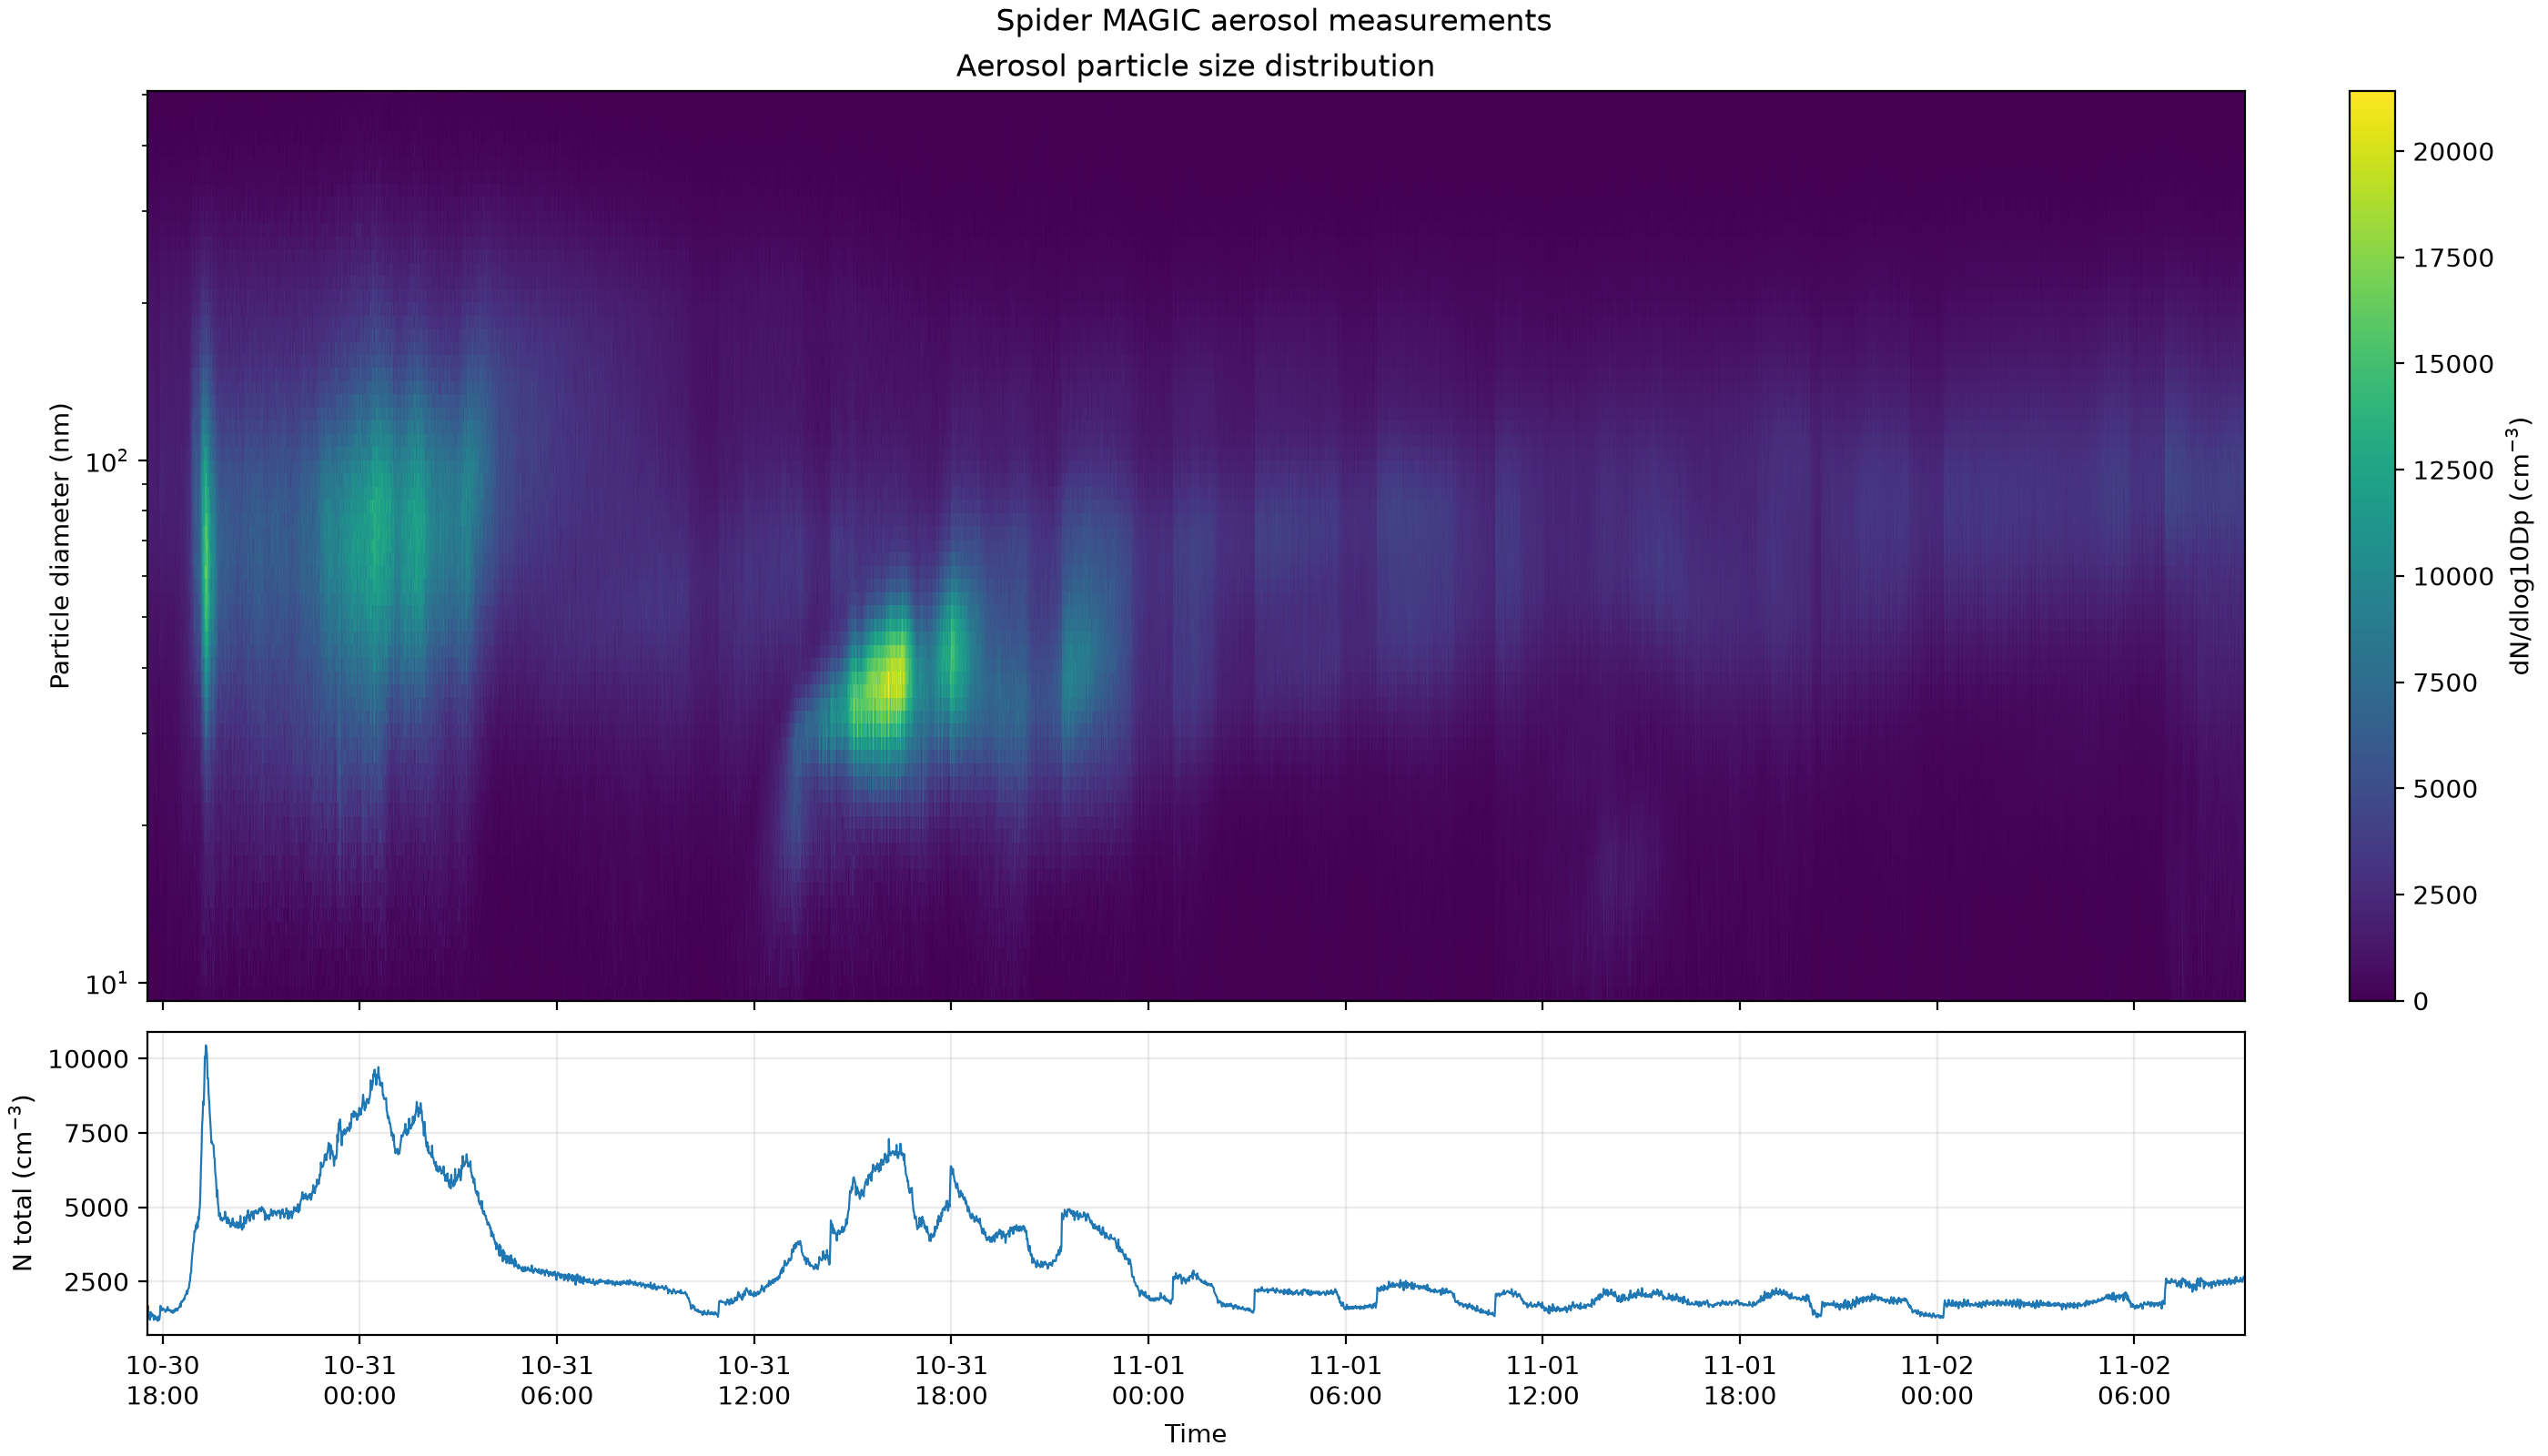 Spider MAGIC aerosol measurements
Aerosol particle size distribution
Particle diameter (nm)
10²
10¹
20000
17500
15000
12500
10000
7500
5000
2500
0
dN/dlog10Dp (cm⁻³)
N total (cm⁻³)
10000
7500
5000
2500
10-30 10-31 10-31 10-31 10-31 11-01 11-01 11-01 11-01 11-02 11-02
18:00 00:00 06:00 12:00 18:00 00:00 06:00 12:00 18:00 00:00 06:00
Time